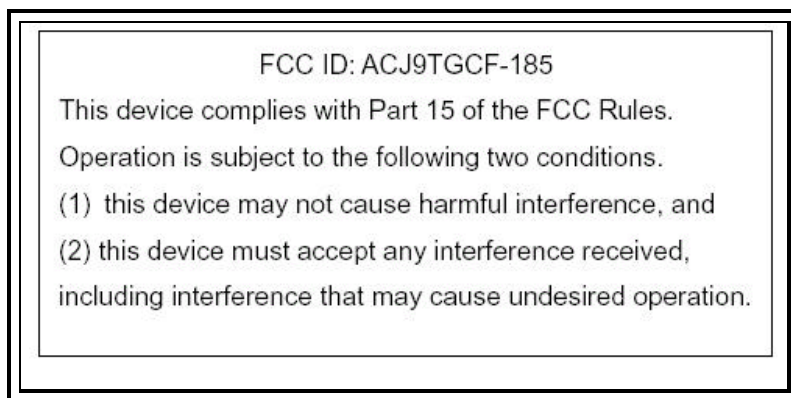 FCC ID: ACJ9TGCF-185
This device complies with Part 15 of the FCC Rules.
Operation is subject to the following two conditions.
(1) this device may not cause harmful interference, and
(2) this device must accept any interference received,
including interference that may cause undesired operation.